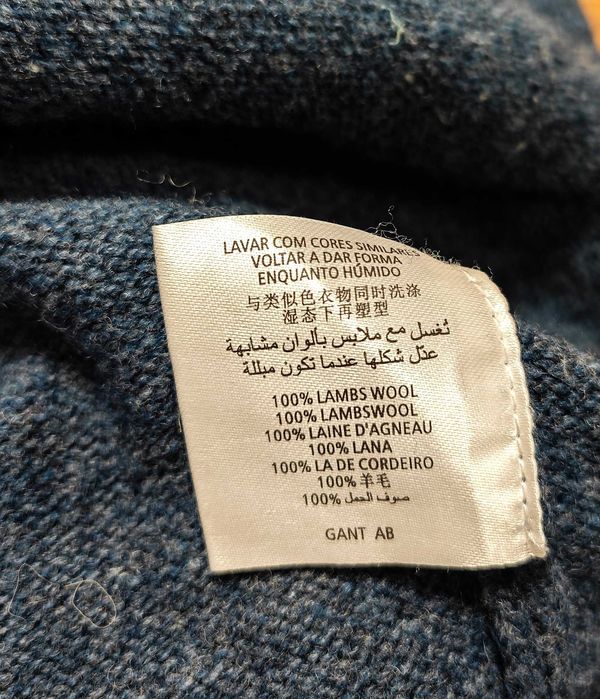 LAVAR COM CORES SIMILARES
VOLTAR A DAR FORMA
ENQUANTO HÚMIDO
与类似色衣物同时洗涤
湿态下再塑型
تُغسل مع ملابس بألوان مشابهة
عدّل شكلها عندما تكون مبللة
100% LAMBS WOOL
100% LAMBSWOOL
100% LAINE D'AGNEAU
100% LANA
100% LA DE CORDEIRO
100% 羊毛
100% صوف الحمل
GANT AB